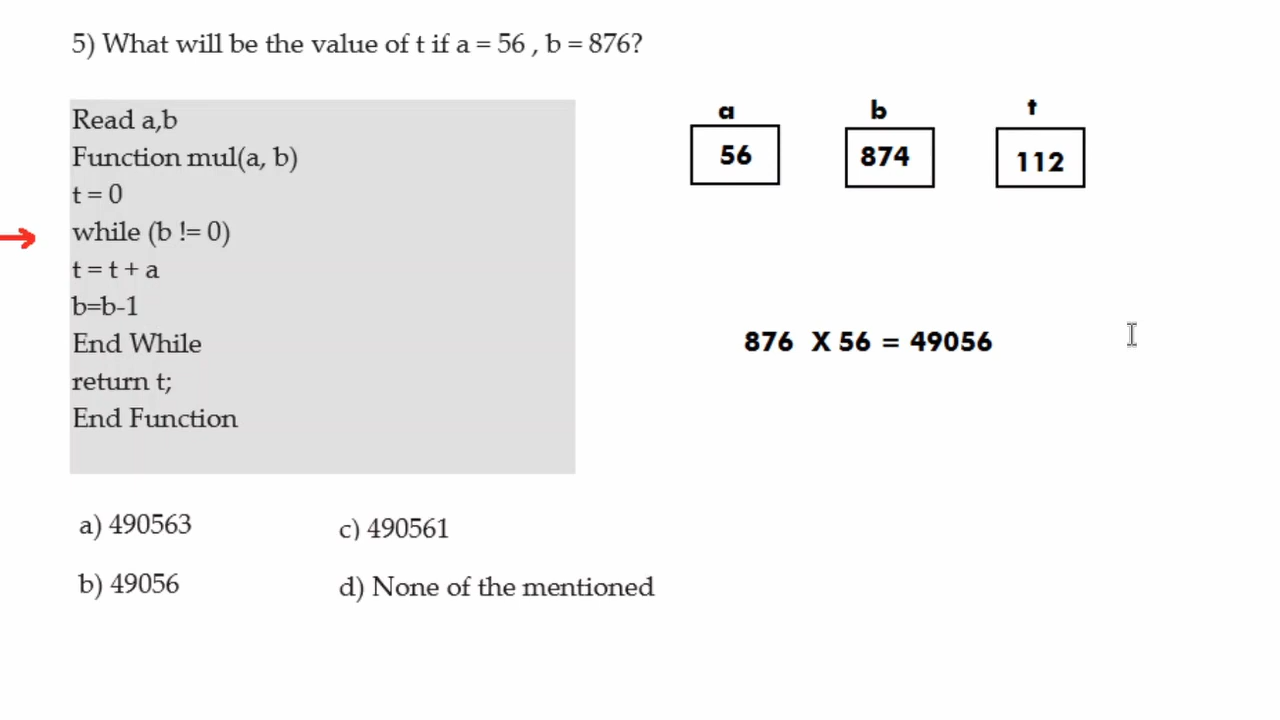 5) What will be the value of t if a = 56 , b = 876?
Read a,b
Function mul(a, b)
t = 0
while (b != 0)
t = t + a
b=b-1
End While
return t;
End Function
a b t
56 874 112
876 X 56 = 49056
a) 490563
c) 490561
b) 49056
d) None of the mentioned